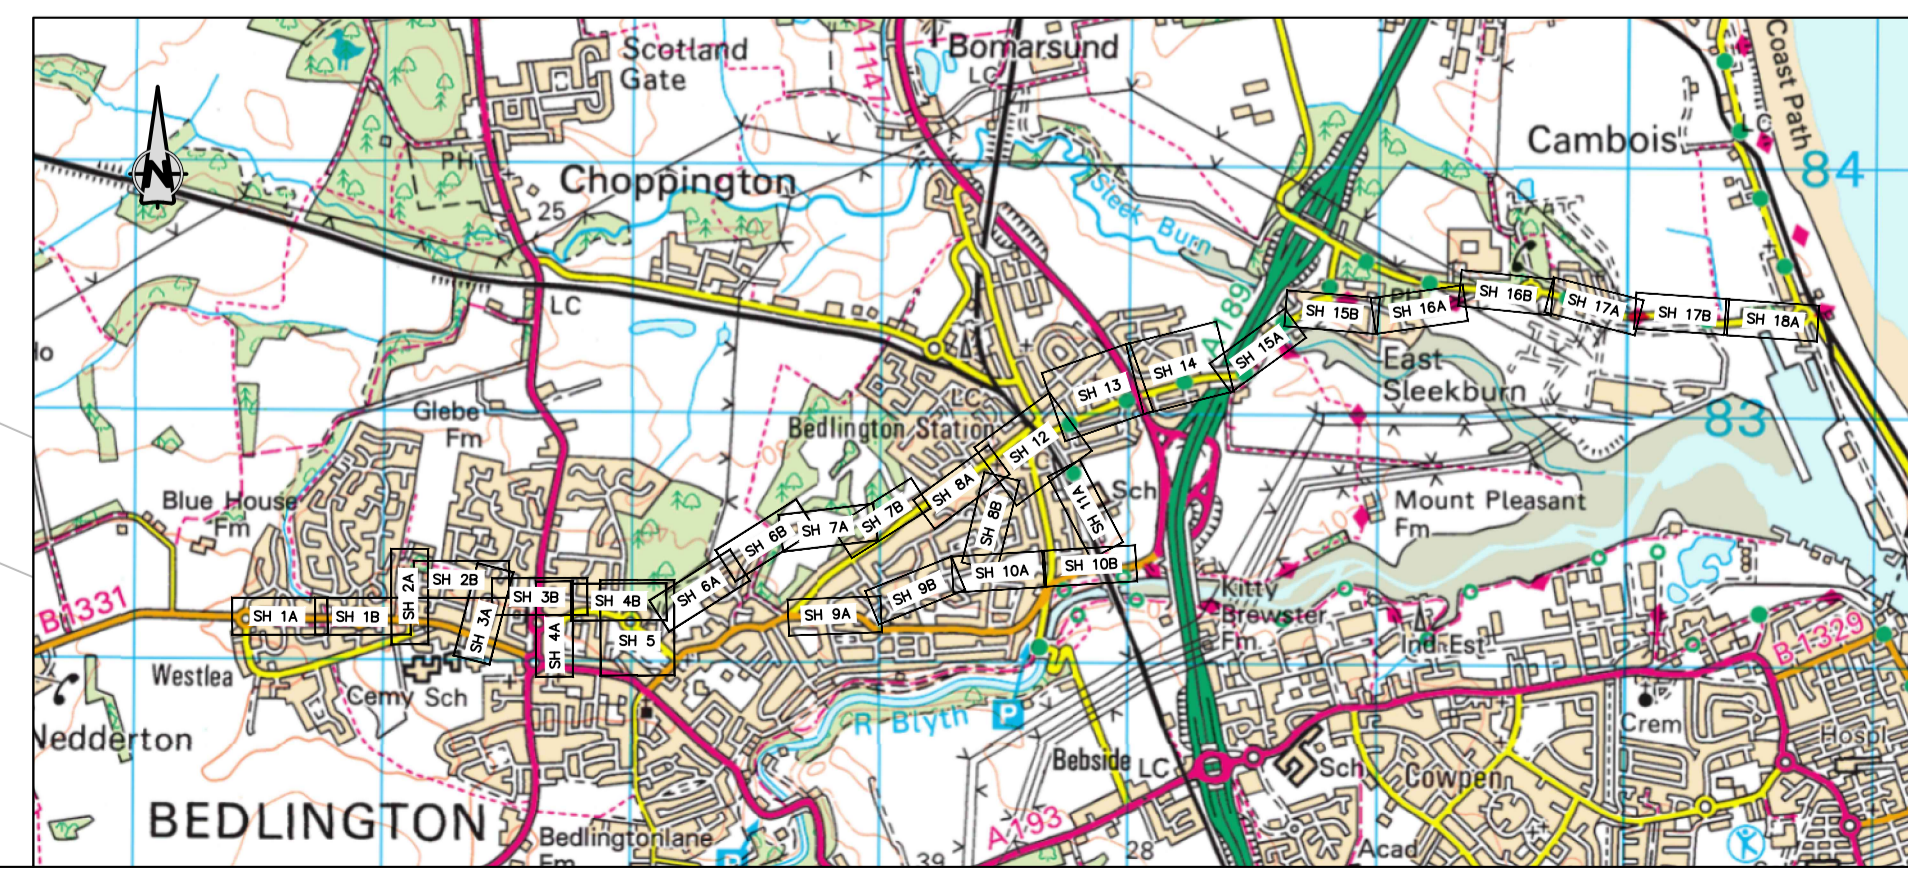 Scotland
Gate
A1147
Bomarsund
LC
Coast Path
Cambois
84
PH
Choppington
25
Sleek Burn
N
LC
A189
PH
SH 15B
SH 16A
SH 16B
SH 17A
SH 17B
SH 18A
SH 15A
East
Sleekburn
SH 14
SH 13
83
Glebe
Fm
LC
Bedlington Station
SH 12
SH 8A
SH 8B
SH 11A
Sch
Mount Pleasant
Fm
Blue House
Fm
SH 7B
SH 7A
SH 6B
SH 6A
SH 10A
SH 10B
SH 9B
SH 9A
B1331
SH 1A
SH 1B
SH 2A
SH 2B
SH 3A
SH 3B
SH 4A
SH 4B
SH 5
Kitty
Brewster
Fm
Ind Est
B 1329
Westlea
Cemy Sch
Nedderton
R Blyth
P
Crem
Hospl
Bebside
LC
Sch
Cowpen
BEDLINGTON
Bedlingtonlane
Fm
P
A193
39
28
Acad